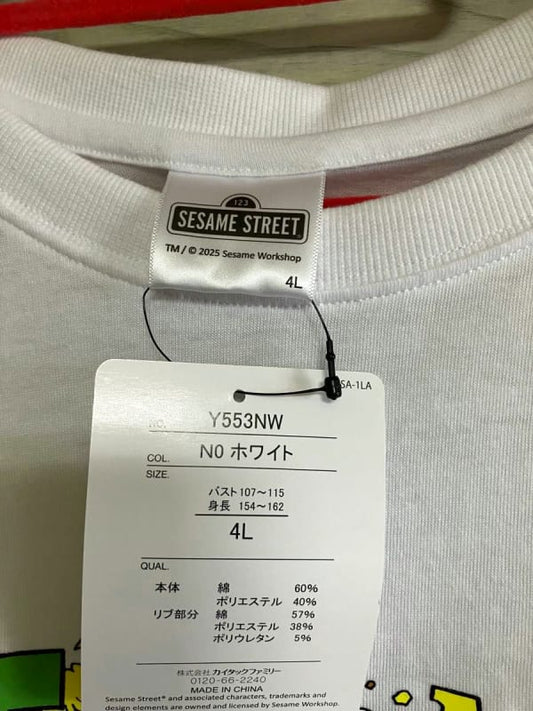 123
SESAME STREET
TM / © 2025 Sesame Workshop
4L
SA-1LA
NO. Y553NW
COL. N0 ホワイト
SIZE.
バスト 107～115
身長 154～162
4L
QUAL.
本体 綿 60%
ポリエステル 40%
リブ部分 綿 57%
ポリエステル 38%
ポリウレタン 5%
株式会社 カイタックファミリー
0120-66-2240
MADE IN CHINA
Sesame Street® and associated characters, trademarks and
design elements are owned and licensed by Sesame Workshop.